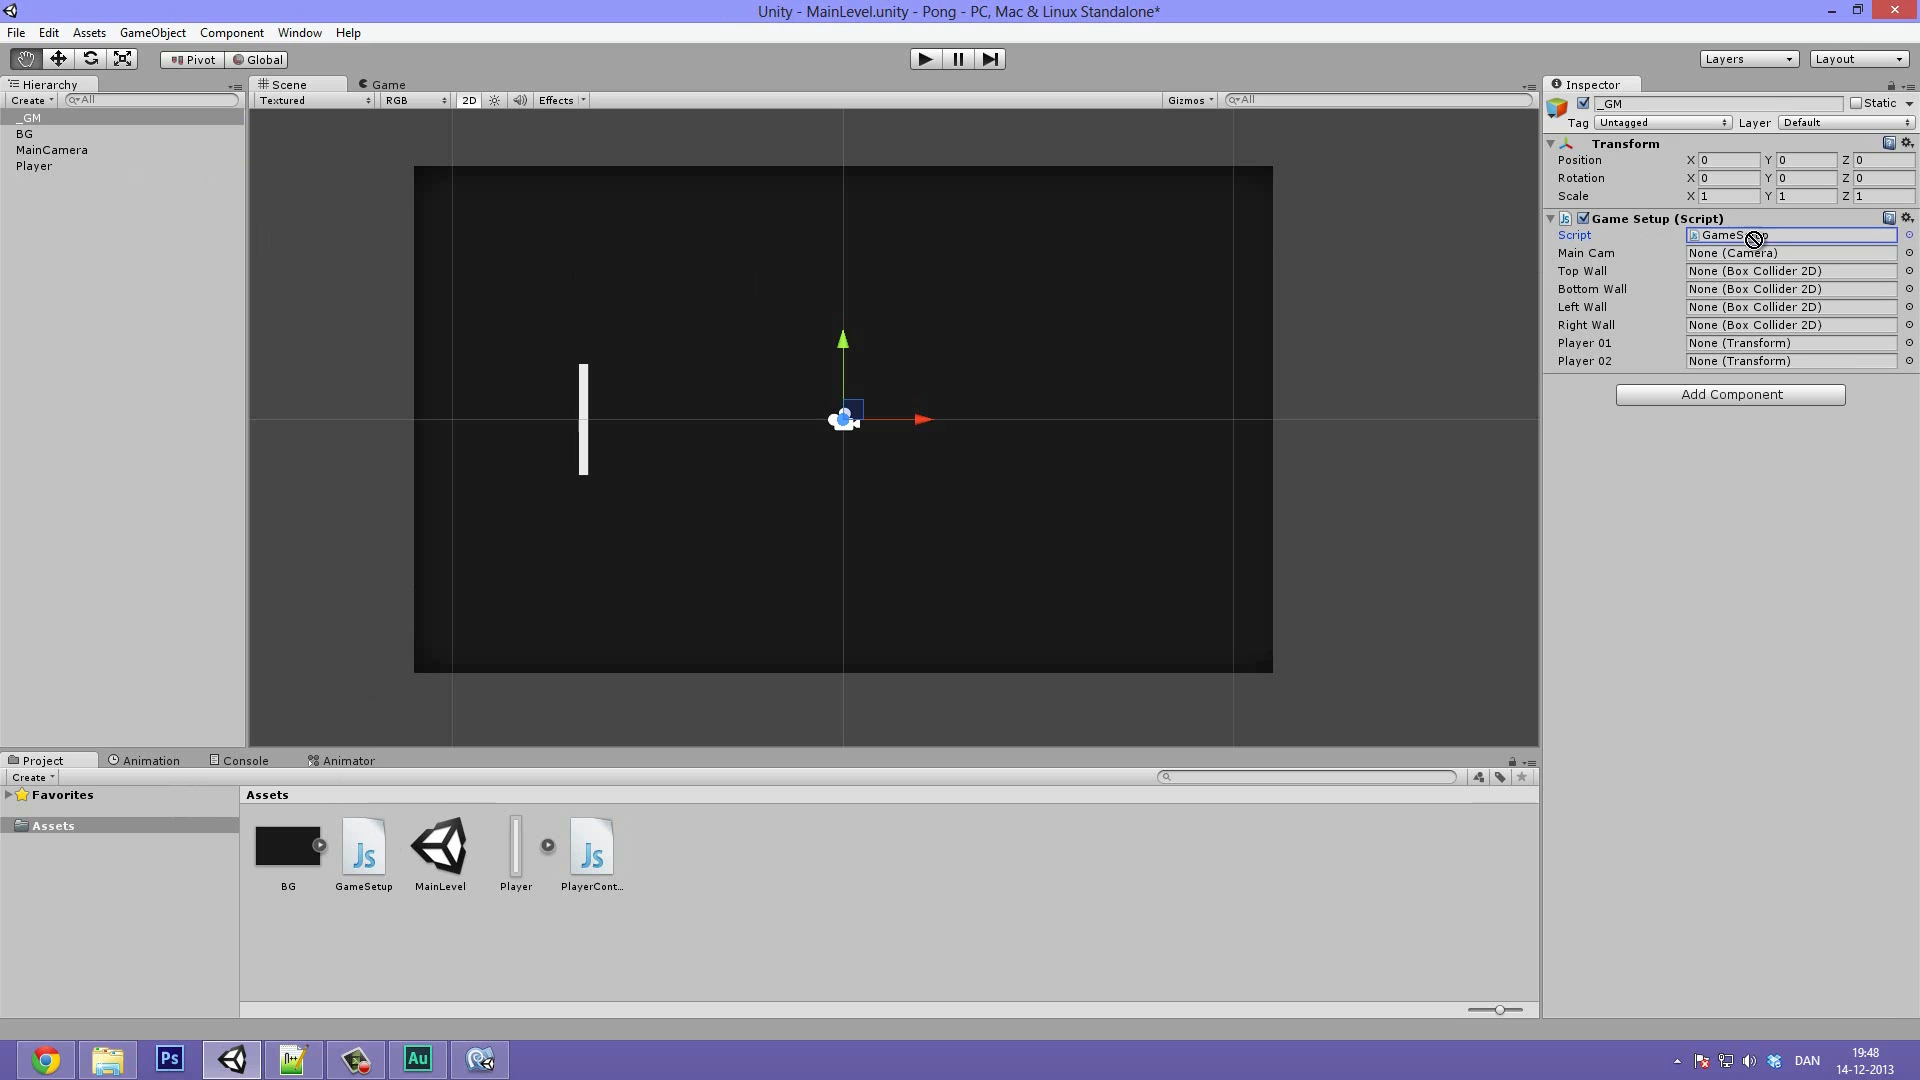 Unity - MainLevel.unity - Pong - PC, Mac & Linux Standalone*
File Edit Assets GameObject Component Window Help
Pivot Global Layers Layout
Hierarchy
Create All
_GM
BG
MainCamera
Player
Scene Game
Textured RGB 2D Effects Gizmos All
Inspector
_GM Static
Tag Untagged Layer Default
Transform
Position X 0 Y 0 Z 0
Rotation X 0 Y 0 Z 0
Scale X 1 Y 1 Z 1
Game Setup (Script)
Script GameSetup
Main Cam None (Camera)
Top Wall None (Box Collider 2D)
Bottom Wall None (Box Collider 2D)
Left Wall None (Box Collider 2D)
Right Wall None (Box Collider 2D)
Player 01 None (Transform)
Player 02 None (Transform)
Add Component
Project Animation Console Animator
Create
Favorites
Assets
Assets
Js Js
BG GameSetup MainLevel Player PlayerCont...
Ps Au
DAN
19:48
14-12-2013